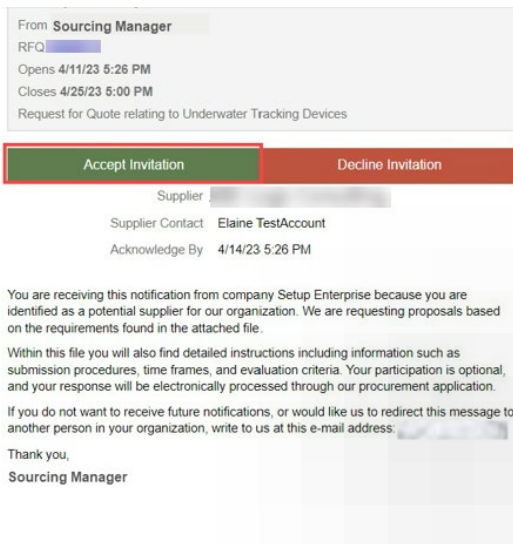 From Sourcing Manager
RFQ
Opens 4/11/23 5:26 PM
Closes 4/25/23 5:00 PM
Request for Quote relating to Underwater Tracking Devices
Accept Invitation Decline Invitation
Supplier
Supplier Contact Elaine TestAccount
Acknowledge By 4/14/23 5:26 PM
You are receiving this notification from company Setup Enterprise because you are
identified as a potential supplier for our organization. We are requesting proposals based
on the requirements found in the attached file.
Within this file you will also find detailed instructions including information such as
submission procedures, time frames, and evaluation criteria. Your participation is optional,
and your response will be electronically processed through our procurement application.
If you do not want to receive future notifications, or would like us to redirect this message to
another person in your organization, write to us at this e-mail address:
Thank you,
Sourcing Manager